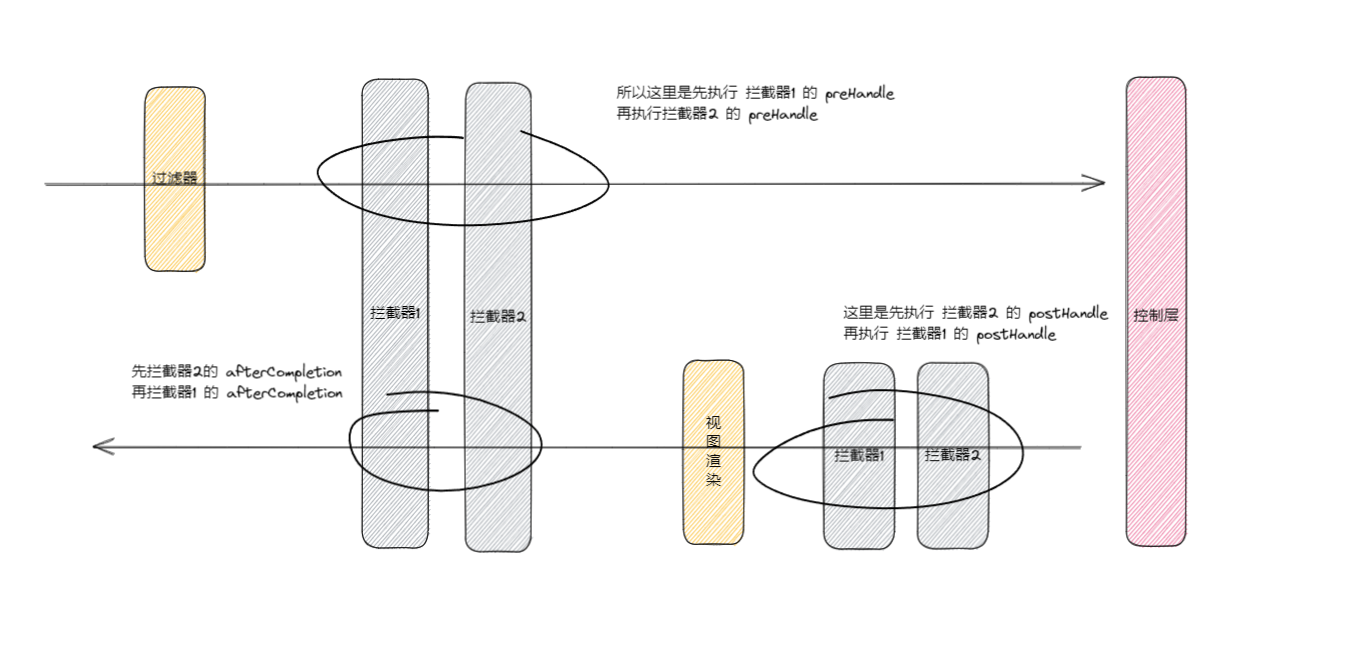 所以这里是先执行 拦截器1 的 preHandle
再执行拦截器2 的 preHandle
过滤器
拦截器1
拦截器2
这里是先执行 拦截器2 的 postHandle
再执行 拦截器1 的 postHandle
控制层
先拦截器2的 afterCompletion
再拦截器1 的 afterCompletion
视
图
渲
染
拦截器1
拦截器2